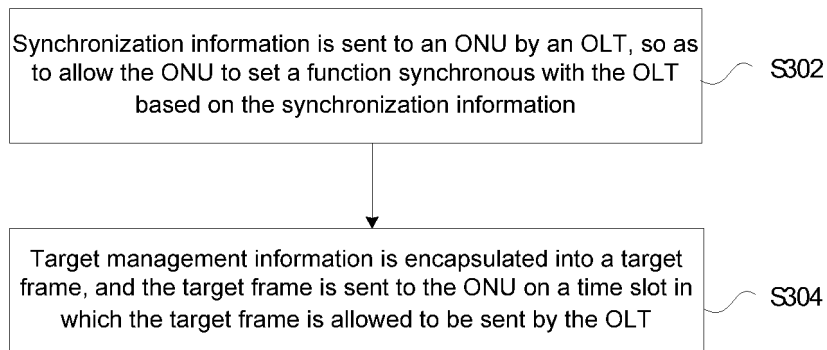 Synchronization information is sent to an ONU by an OLT, so as
to allow the ONU to set a function synchronous with the OLT
based on the synchronization information
S302
Target management information is encapsulated into a target
frame, and the target frame is sent to the ONU on a time slot in
which the target frame is allowed to be sent by the OLT
S304